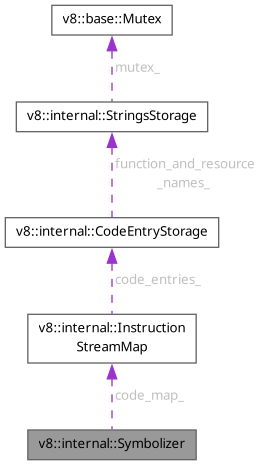 v8::base::Mutex
mutex_
v8::internal::StringsStorage
function_and_resource
_names_
v8::internal::CodeEntryStorage
code_entries_
v8::internal::Instruction
StreamMap
code_map_
v8::internal::Symbolizer